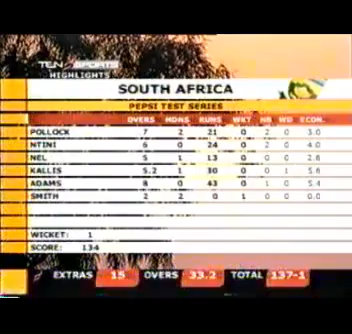 TEN SPORTS
HIGHLIGHTS
SOUTH AFRICA
PEPSI TEST SERIES
OVERS MDNS RUNS WKT NB WD ECON.
POLLOCK 7 2 21 0 2 0 3.0
NTINI 6 0 24 0 2 0 4.0
NEL 5 1 13 0 0 0 2.6
KALLIS 5.2 1 30 0 0 1 5.6
ADAMS 8 0 43 0 1 0 5.4
SMITH 2 2 0 1 0 0 0.0
WICKET: 1
SCORE: 134
EXTRAS 15 OVERS 33.2 TOTAL 137-1